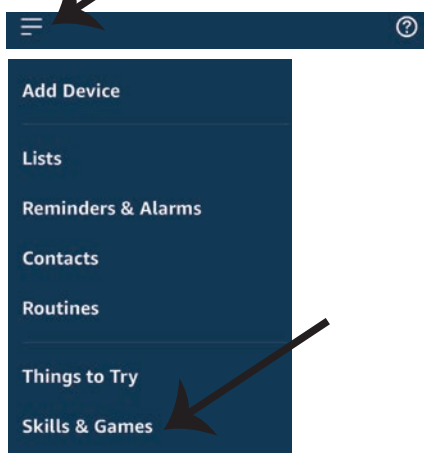 ?
Add Device
Lists
Reminders & Alarms
Contacts
Routines
Things to Try
Skills & Games